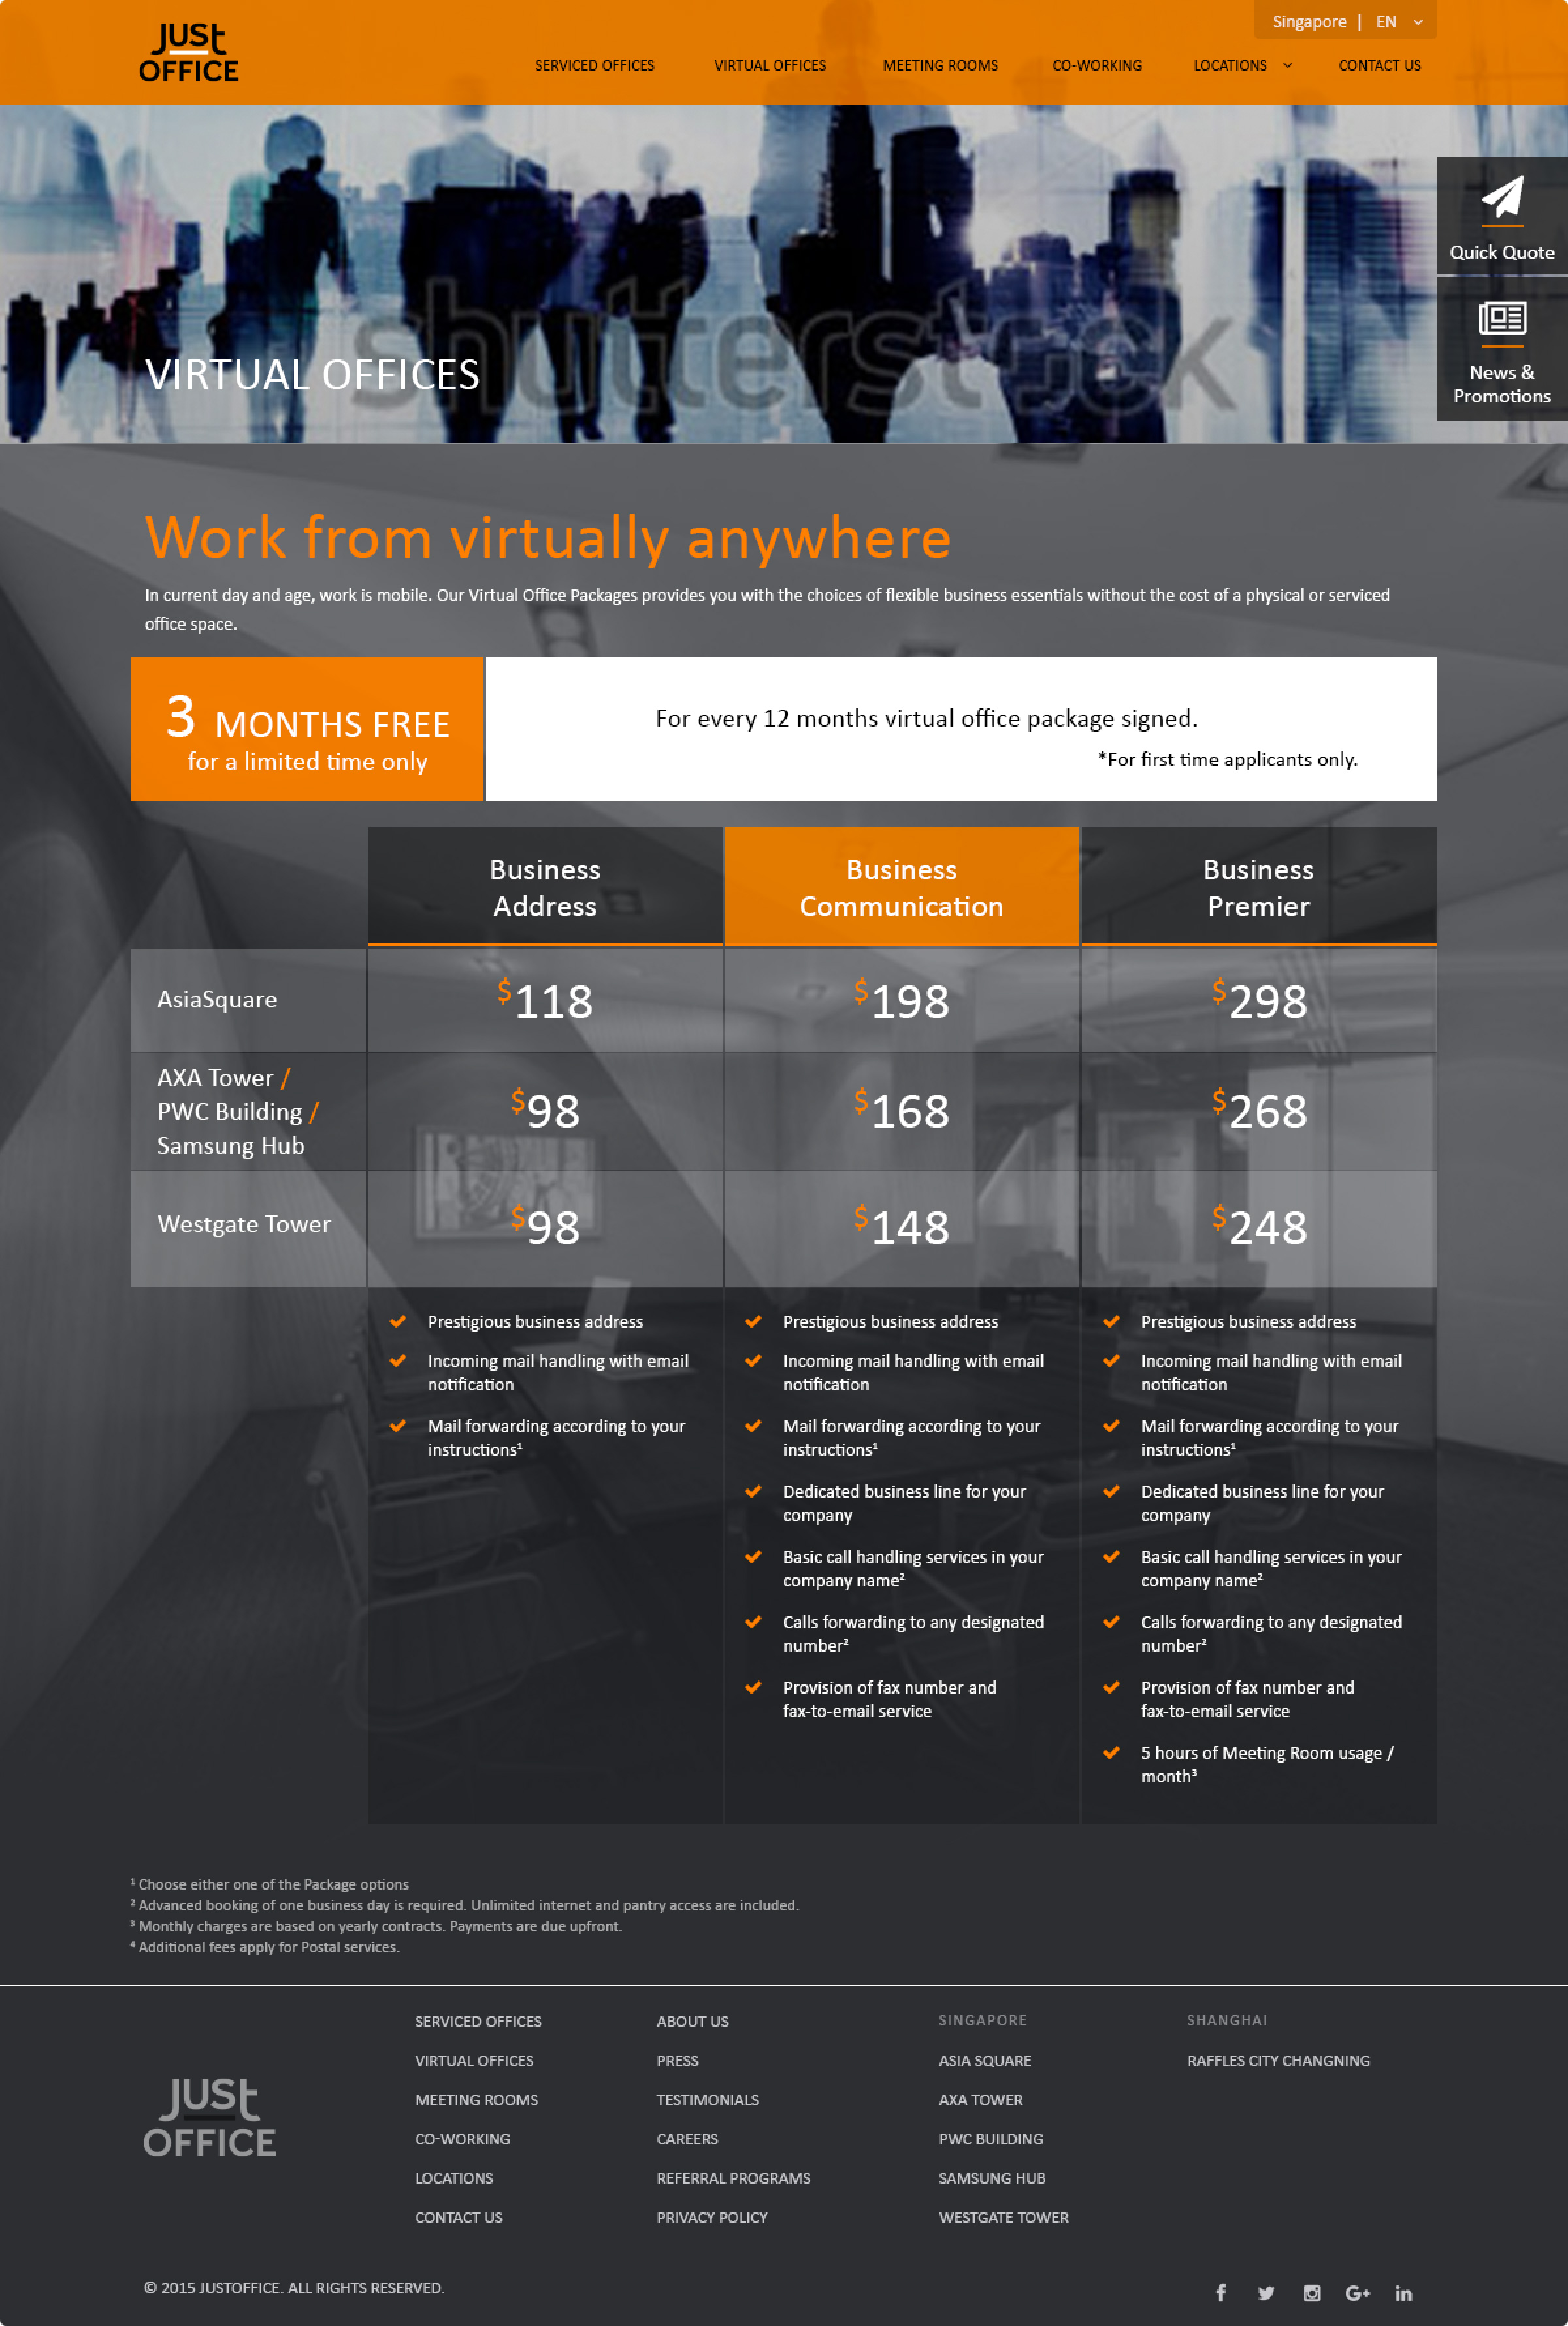 JUST
OFFICE
Singapore | EN
SERVICED OFFICES
VIRTUAL OFFICES
MEETING ROOMS
CO-WORKING
LOCATIONS
CONTACT US
Quick Quote
News &
Promotions
shutterstock
VIRTUAL OFFICES
Work from virtually anywhere
In current day and age, work is mobile. Our Virtual Office Packages provides you with the choices of flexible business essentials without the cost of a physical or serviced
office space.
3 MONTHS FREE
for a limited time only
For every 12 months virtual office package signed.
*For first time applicants only.
Business
Address
Business
Communication
Business
Premier
AsiaSquare
$118
$198
$298
AXA Tower /
PWC Building /
Samsung Hub
$98
$168
$268
Westgate Tower
$98
$148
$248
Prestigious business address
Incoming mail handling with email
notification
Mail forwarding according to your
instructions¹
Prestigious business address
Incoming mail handling with email
notification
Mail forwarding according to your
instructions¹
Dedicated business line for your
company
Basic call handling services in your
company name²
Calls forwarding to any designated
number²
Provision of fax number and
fax-to-email service
Prestigious business address
Incoming mail handling with email
notification
Mail forwarding according to your
instructions¹
Dedicated business line for your
company
Basic call handling services in your
company name²
Calls forwarding to any designated
number²
Provision of fax number and
fax-to-email service
5 hours of Meeting Room usage /
month³
¹ Choose either one of the Package options
² Advanced booking of one business day is required. Unlimited internet and pantry access are included.
³ Monthly charges are based on yearly contracts. Payments are due upfront.
⁴ Additional fees apply for Postal services.
JUST
OFFICE
SERVICED OFFICES
VIRTUAL OFFICES
MEETING ROOMS
CO-WORKING
LOCATIONS
CONTACT US
ABOUT US
PRESS
TESTIMONIALS
CAREERS
REFERRAL PROGRAMS
PRIVACY POLICY
SINGAPORE
ASIA SQUARE
AXA TOWER
PWC BUILDING
SAMSUNG HUB
WESTGATE TOWER
SHANGHAI
RAFFLES CITY CHANGNING
© 2015 JUSTOFFICE. ALL RIGHTS RESERVED.